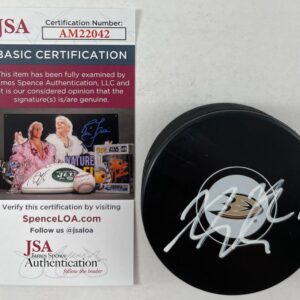 JSA
Certification Number:
AM22042
BASIC CERTIFICATION
This item has been fully examined by
James Spence Authentication, LLC and
it is our considered opinion that the
signature(s) is/are genuine.
Verify this certification by visiting
SpenceLOA.com
Follow us @jsaloa
JSA
James Spence
Authentication
follow the leader